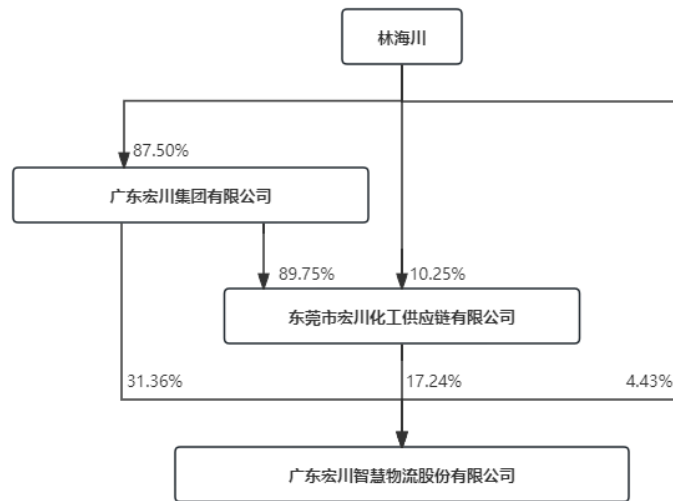 林海川
87.50%
广东宏川集团有限公司
89.75%
10.25%
东莞市宏川化工供应链有限公司
31.36%
17.24%
4.43%
广东宏川智慧物流股份有限公司